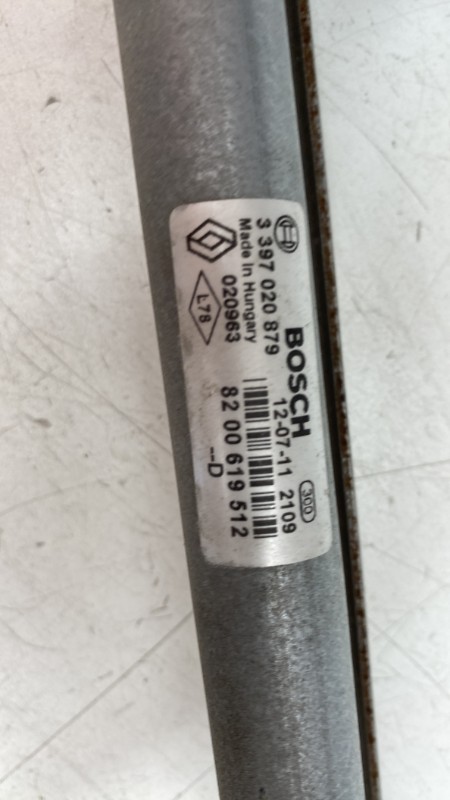 3 397 020 879
BOSCH
Made in Hungary
12-07-11 2109
300
020963
L78
82 00 619 512
--D